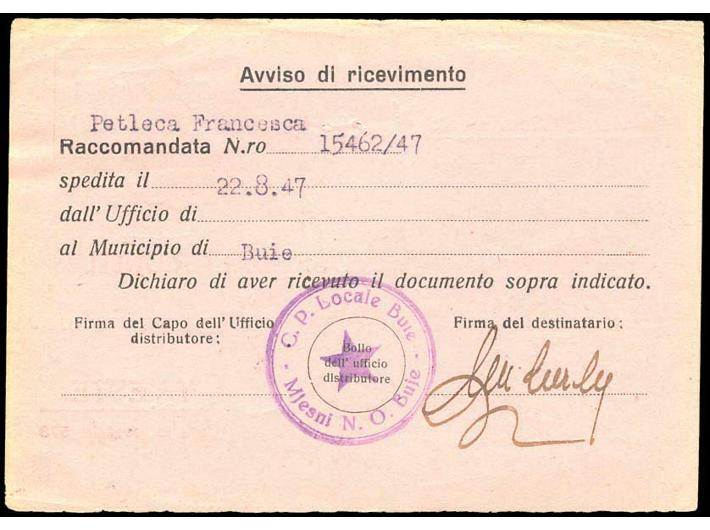 Avviso di ricevimento
Petleca Francesca
Raccomandata N.ro 15462/47
spedita il 22.8.47
dall' Ufficio di
al Municipio di Buie
Dichiaro di aver ricevuto il documento sopra indicato.
Firma del Capo dell' Ufficio
distributore:
Firma del destinatario:
C. P. Locale Buie - Mjesni N. O. Buje -
Bollo
dell' ufficio
distributore